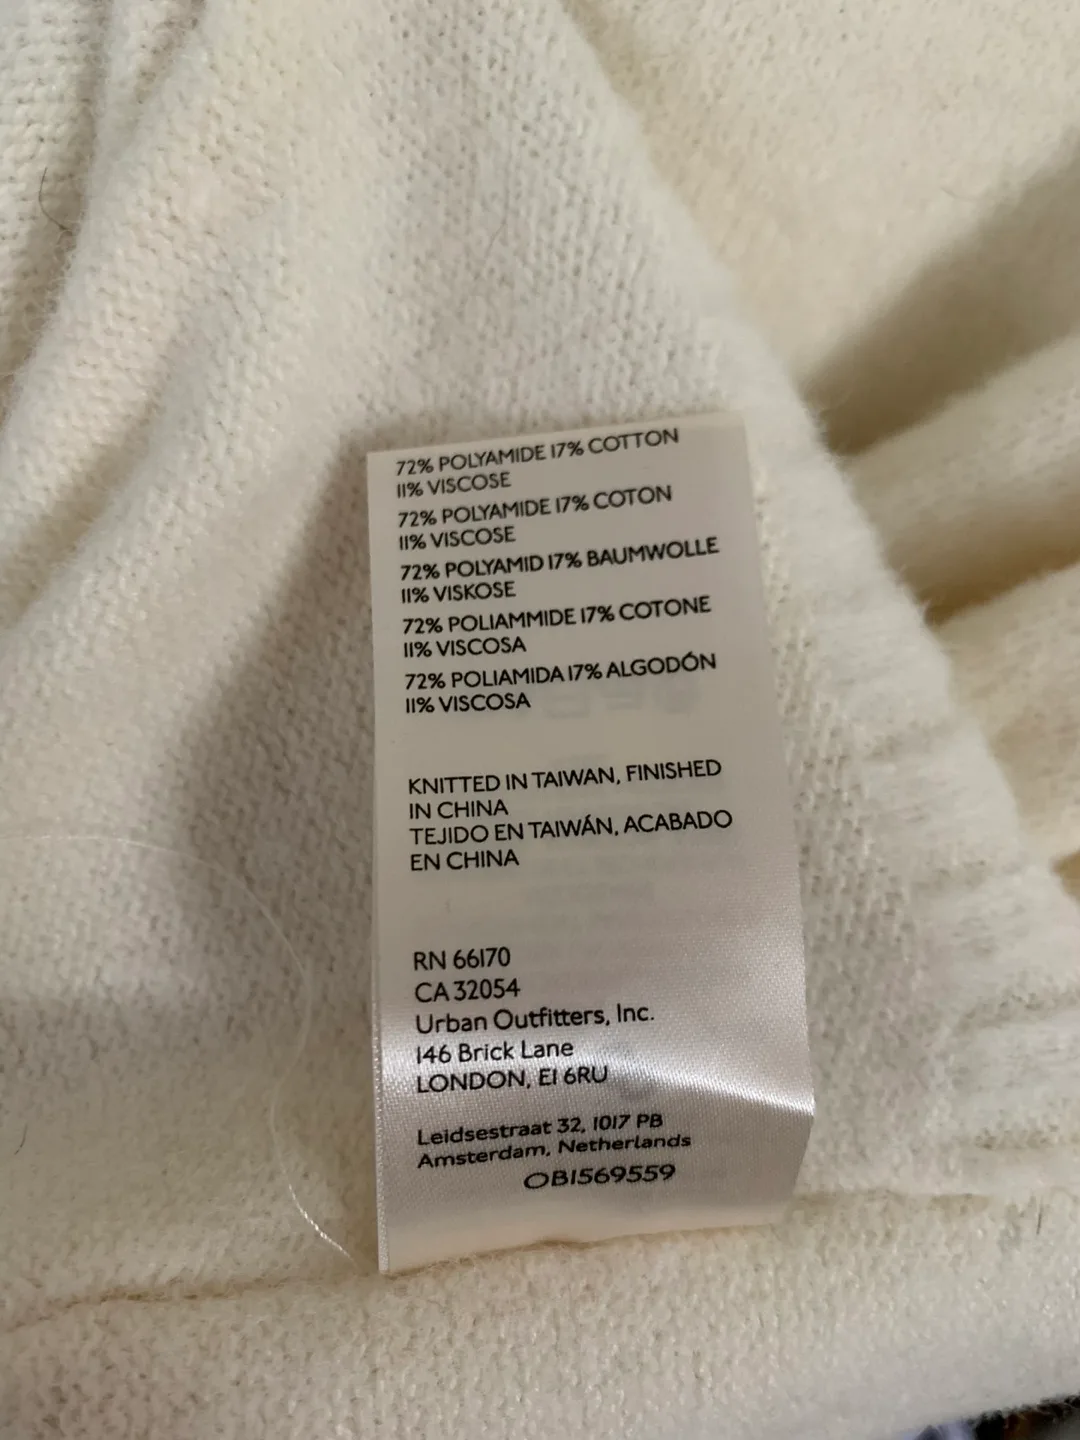 72% POLYAMIDE 17% COTTON
11% VISCOSE
72% POLYAMIDE 17% COTON
11% VISCOSE
72% POLYAMID 17% BAUMWOLLE
11% VISKOSE
72% POLIAMMIDE 17% COTONE
11% VISCOSA
72% POLIAMIDA 17% ALGODÓN
11% VISCOSA
KNITTED IN TAIWAN, FINISHED
IN CHINA
TEJIDO EN TAIWÁN, ACABADO
EN CHINA
RN 66170
CA 32054
Urban Outfitters, Inc.
146 Brick Lane
LONDON, E1 6RU
Leidsestraat 32, 1017 PB
Amsterdam, Netherlands
OB1569559